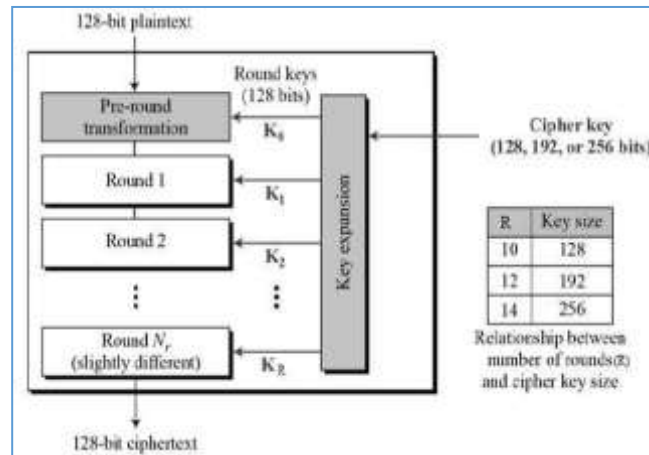 128-bit plaintext
Round keys
(128 bits)
Pre-round
transformation
Cipher key
(128, 192, or 256 bits)
Round 1
K₁
Round 2
K₂
Key expansion
R Key size
10 128
12 192
14 256
Relationship between
number of rounds(R)
and cipher key size
Round Nᵣ
(slightly different)
K_R
128-bit ciphertext